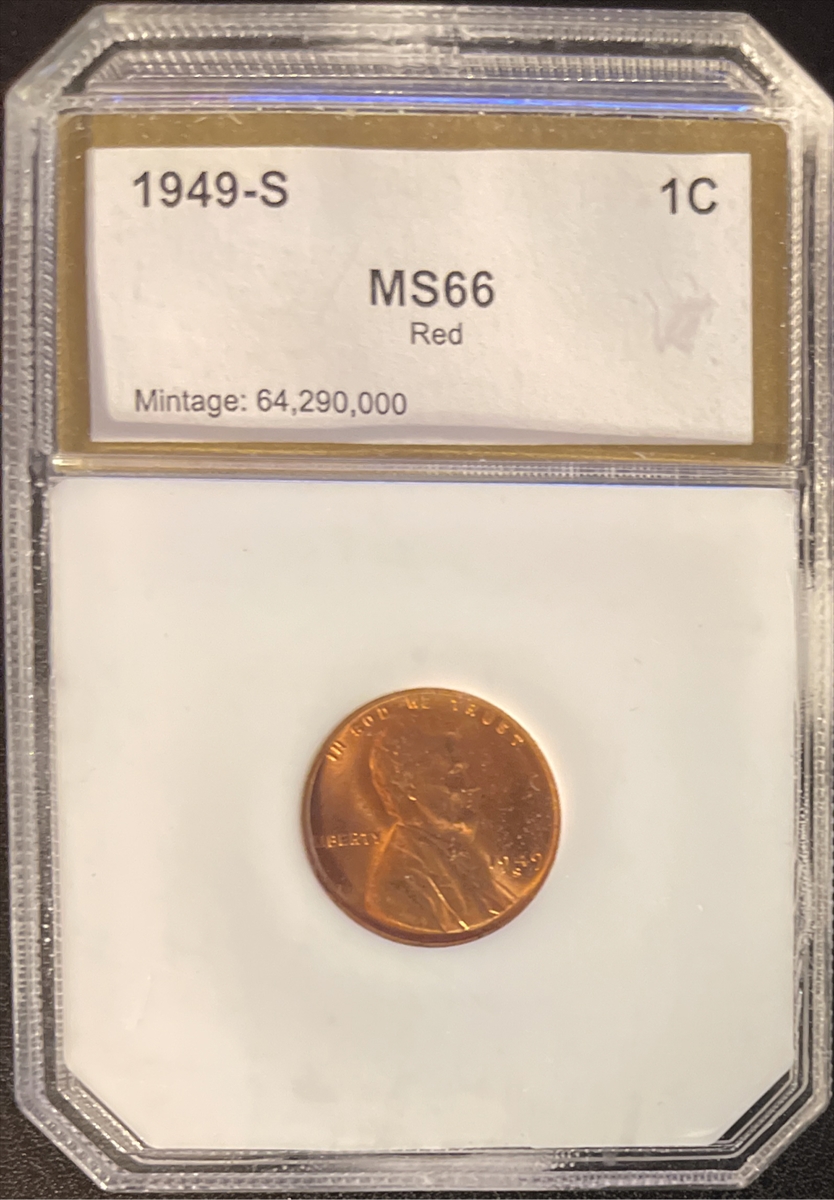 1949-S 1C
MS66
Red
Mintage: 64,290,000
IN GOD WE TRUST
LIBERTY
1949
S